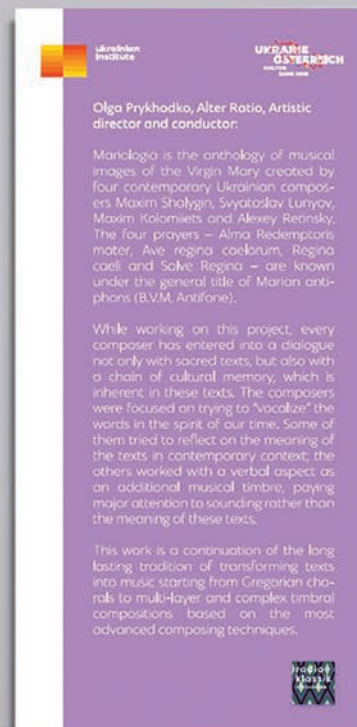 ukrainian
institute
UKRAINE
ÖSTERREICH
Olga Prykhodko, Alter Ratio, Artistic
director and conductor:
Mariologia is the anthology of musical
images of the Virgin Mary created by
four contemporary Ukrainian compos-
ers Maxim Shalygin, Svyatoslav Lunyov,
Maxim Kolomiiets and Alexey Retinsky.
The four prayers – Alma Redemptoris
mater, Ave regina caelorum, Regina
caeli and Salve Regina – are known
under the general title of Marian anti-
phons (B.V.M. Antifone).
While working on this project, every
composer has entered into a dialogue
not only with sacred texts, but also with
a chain of cultural memory, which is
inherent in these texts. The composers
were focused on trying to "vocalize" the
words in the spirit of our time. Some of
them tried to reflect on the meaning of
the texts in contemporary context; the
others worked with a verbal aspect as
an additional musical timbre, paying
major attention to sounding rather than
the meaning of these texts.
This work is a continuation of the long
lasting tradition of transforming texts
into music starting from Gregorian cho-
rals to multi-layer and complex timbral
compositions based on the most
advanced composing techniques.
radio
klassik